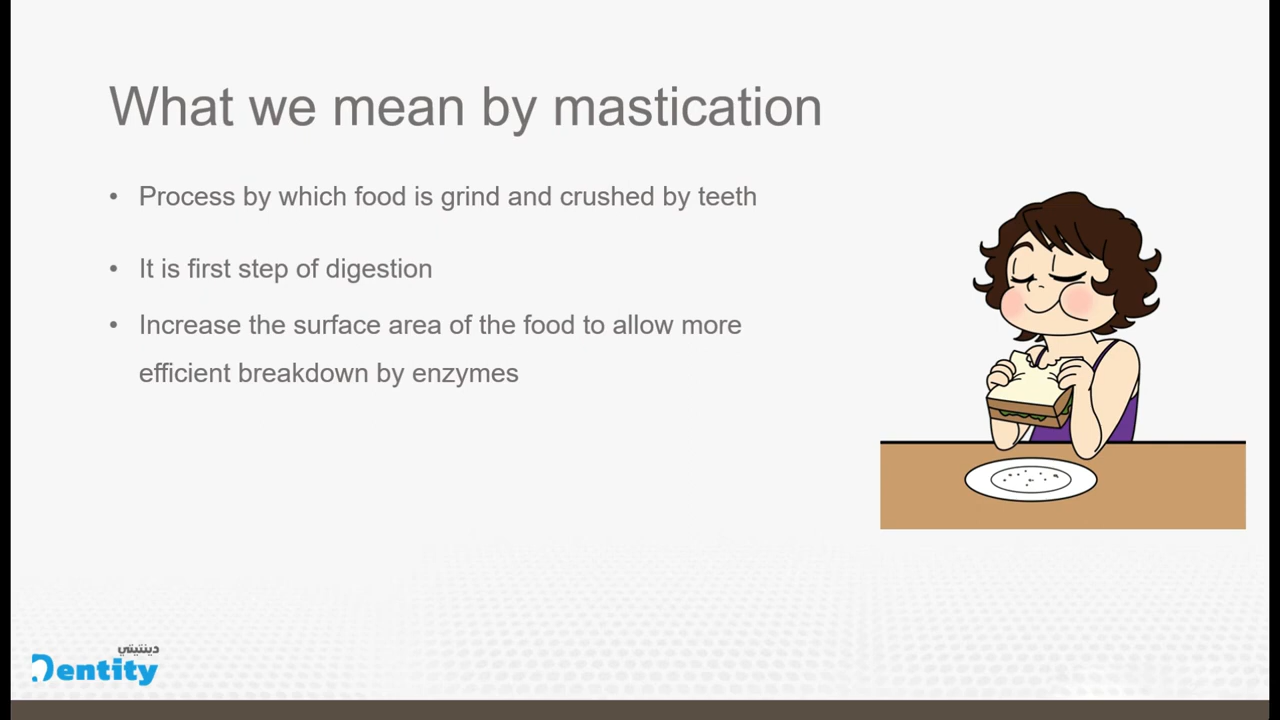 What we mean by mastication
• Process by which food is grind and crushed by teeth
• It is first step of digestion
• Increase the surface area of the food to allow more
efficient breakdown by enzymes
دينتيتي
Dentity